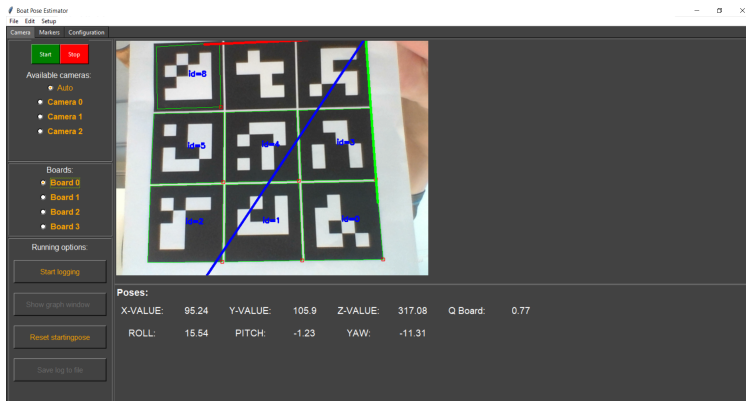 Boat Pose Estimator
File Edit Setup
Camera Markers Configuration
Start Stop
Available cameras:
Auto
Camera 0
Camera 1
Camera 2
Boards:
Board 0
Board 1
Board 2
Board 3
Running options:
Start logging
Show graph window
Reset startingpose
Save log to file
id=8
id=5 id=4 id=3
id=2 id=1 id=0
Poses:
X-VALUE: 95.24 Y-VALUE: 105.9 Z-VALUE: 317.08 Q Board: 0.77
ROLL: 15.54 PITCH: -1.23 YAW: -11.31